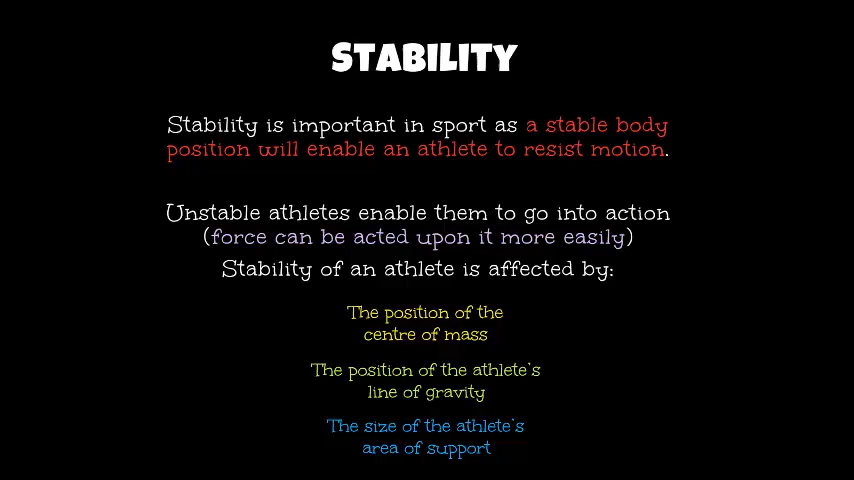 STABILITY
Stability is important in sport as a stable body
position will enable an athlete to resist motion.
Unstable athletes enable them to go into action
(force can be acted upon it more easily)
Stability of an athlete is affected by:
The position of the
centre of mass
The position of the athlete's
line of gravity
The size of the athlete's
area of support